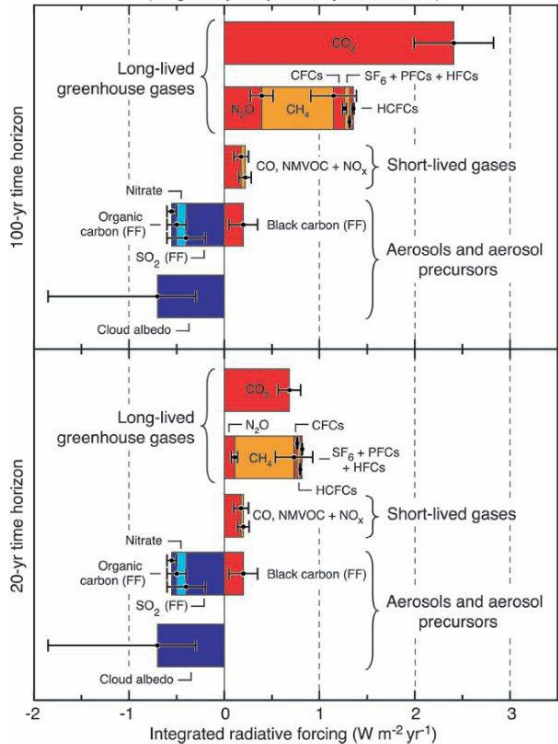 CO2
Long-lived
greenhouse gases
CFCs
SF6 + PFCs + HFCs
N2O
CH4
HCFCs
CO, NMVOC + NOx
Short-lived gases
Nitrate
Organic
carbon (FF)
Black carbon (FF)
SO2 (FF)
Aerosols and aerosol
precursors
Cloud albedo
100-yr time horizon
CO2
Long-lived
greenhouse gases
N2O
CFCs
CH4
SF6 + PFCs
+ HFCs
HCFCs
CO, NMVOC + NOx
Short-lived gases
Nitrate
Organic
carbon (FF)
Black carbon (FF)
SO2 (FF)
Aerosols and aerosol
precursors
Cloud albedo
20-yr time horizon
-2 -1 0 1 2 3
Integrated radiative forcing (W m-2 yr-1)